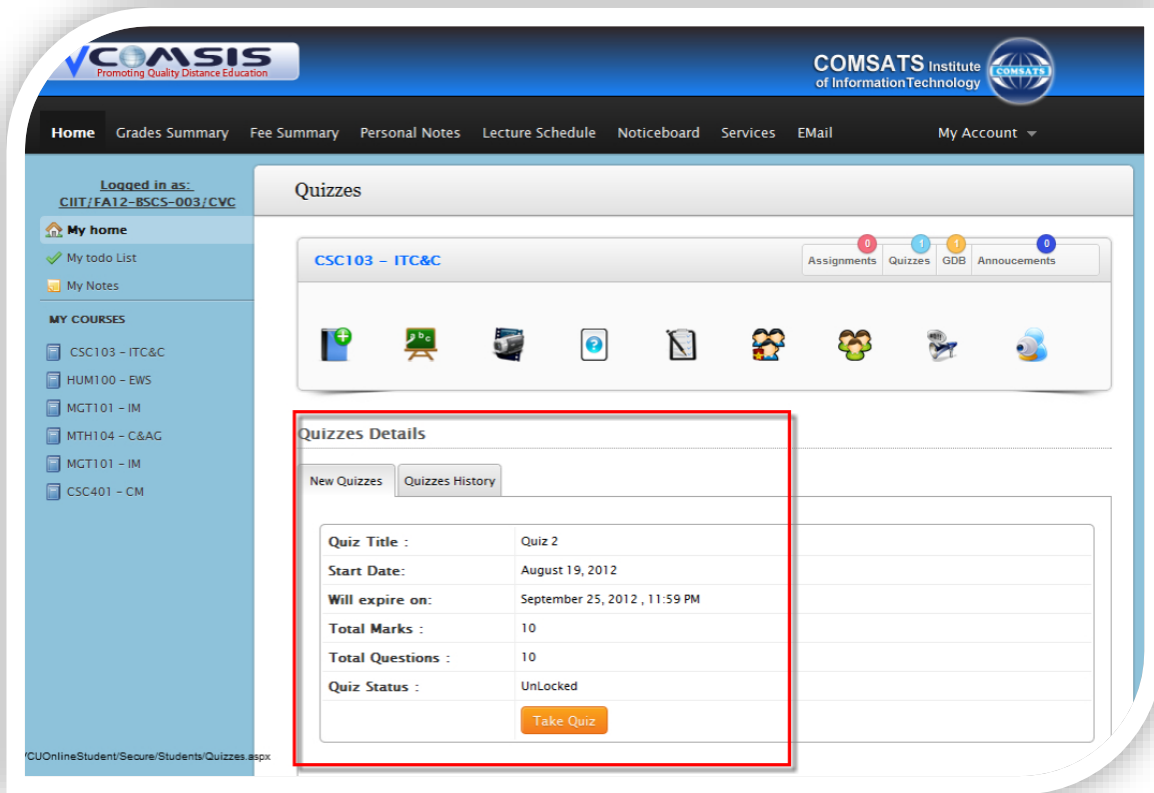 VCOMSIS
Promoting Quality Distance Education
COMSATS Institute
of Information Technology
COMSATS
Home Grades Summary Fee Summary Personal Notes Lecture Schedule Noticeboard Services EMail My Account
Logged in as:
CIIT/FA12-BSCS-003/CVC
My home
My todo List
My Notes
MY COURSES
CSC103 - ITC&C
HUM100 - EWS
MGT101 - IM
MTH104 - C&AG
MGT101 - IM
CSC401 - CM
Quizzes
CSC103 - ITC&C
0 1 1 0
Assignments Quizzes GDB Annoucements
Quizzes Details
New Quizzes Quizzes History
Quiz Title : Quiz 2
Start Date: August 19, 2012
Will expire on: September 25, 2012 , 11:59 PM
Total Marks : 10
Total Questions : 10
Quiz Status : UnLocked
Take Quiz
/CUOnlineStudent/Secure/Students/Quizzes.aspx